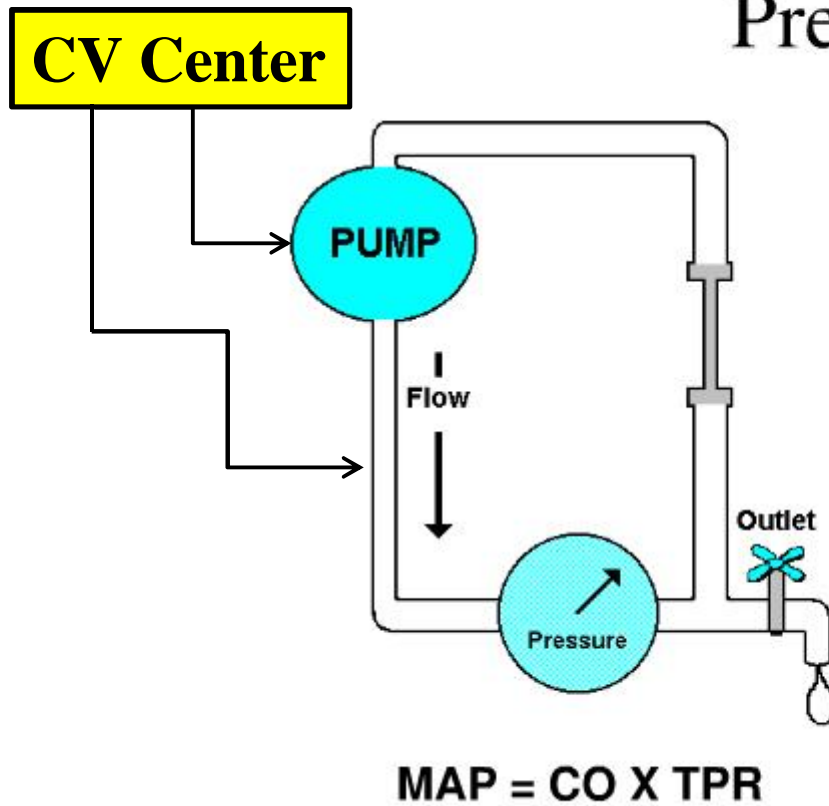 Pre
CV Center
PUMP
Flow
Outlet
Pressure
MAP = CO X TPR